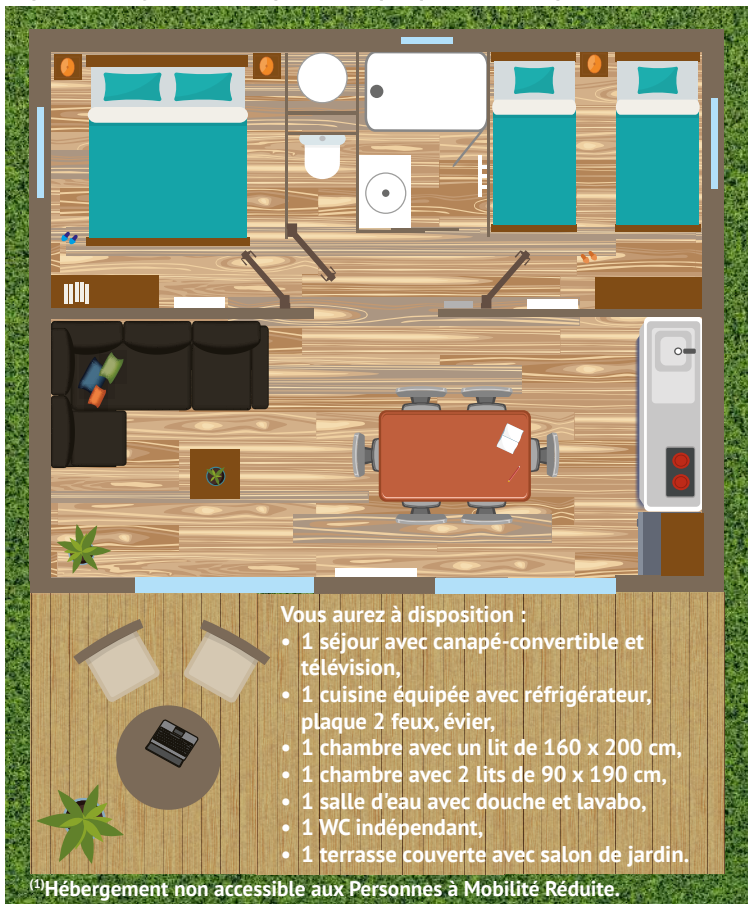 Vous aurez à disposition :
• 1 séjour avec canapé-convertible et
télévision,
• 1 cuisine équipée avec réfrigérateur,
plaque 2 feux, évier,
• 1 chambre avec un lit de 160 x 200 cm,
• 1 chambre avec 2 lits de 90 x 190 cm,
• 1 salle d'eau avec douche et lavabo,
• 1 WC indépendant,
• 1 terrasse couverte avec salon de jardin.
(1)Hébergement non accessible aux Personnes à Mobilité Réduite.